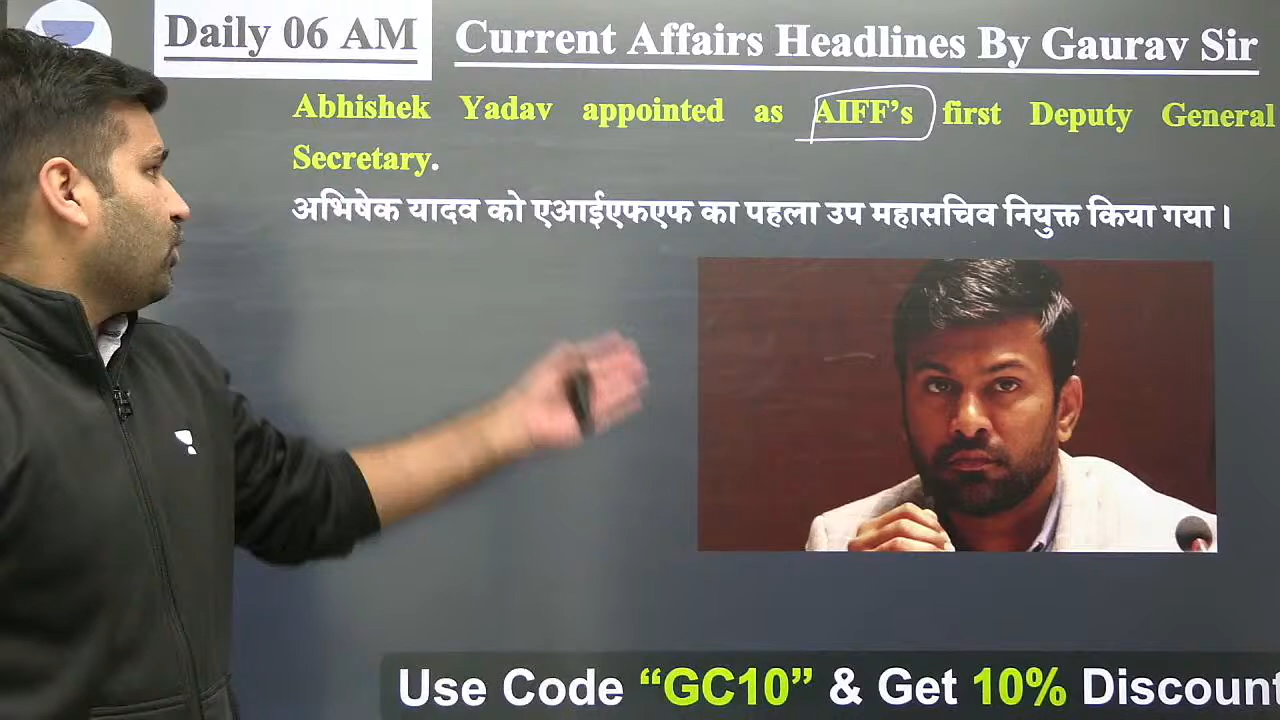 Daily 06 AM
Current Affairs Headlines By Gaurav Sir
Abhishek Yadav appointed as AIFF's first Deputy General
Secretary.
अभिषेक यादव को एआईएफएफ का पहला उप महासचिव नियुक्त किया गया।
Use Code “GC10” & Get 10% Discount